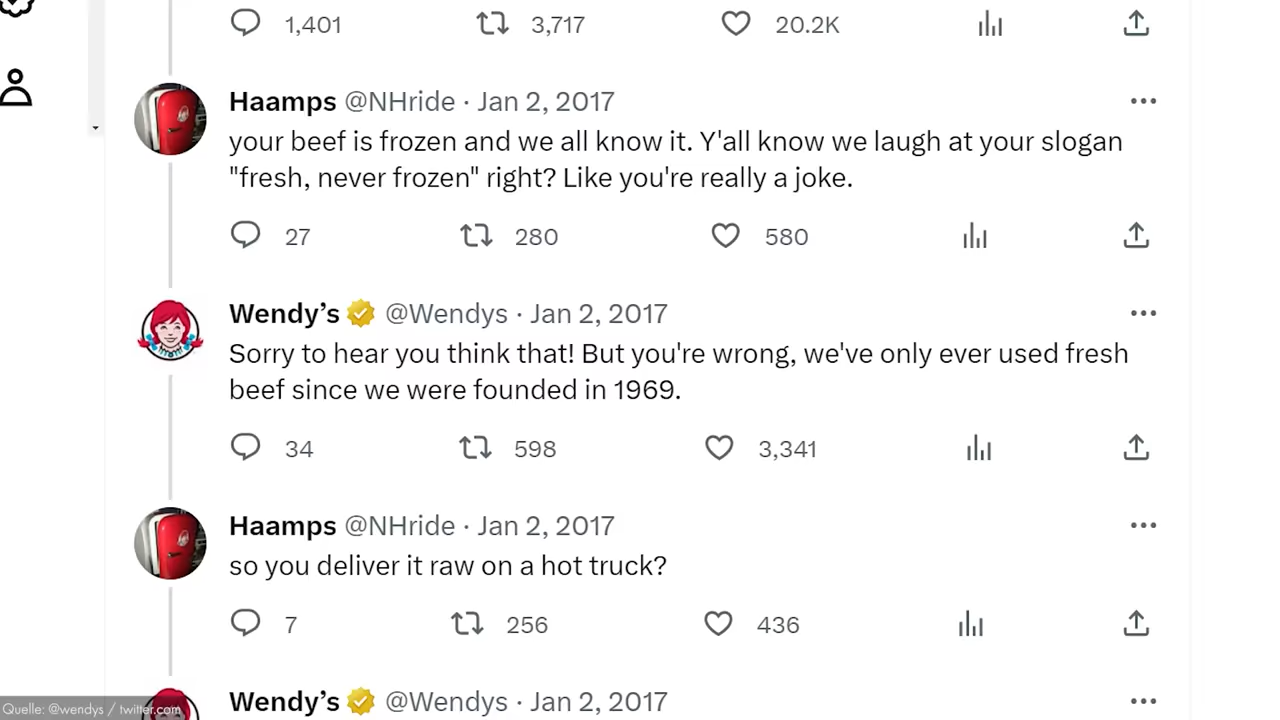 1,401 3,717 20.2K
Haamps @NHride · Jan 2, 2017
your beef is frozen and we all know it. Y'all know we laugh at your slogan
"fresh, never frozen" right? Like you're really a joke.
27 280 580
Wendy’s @Wendys · Jan 2, 2017
Sorry to hear you think that! But you're wrong, we've only ever used fresh
beef since we were founded in 1969.
34 598 3,341
Haamps @NHride · Jan 2, 2017
so you deliver it raw on a hot truck?
7 256 436
Wendy’s @Wendys · Jan 2, 2017
Quelle: @wendys / twitter.com